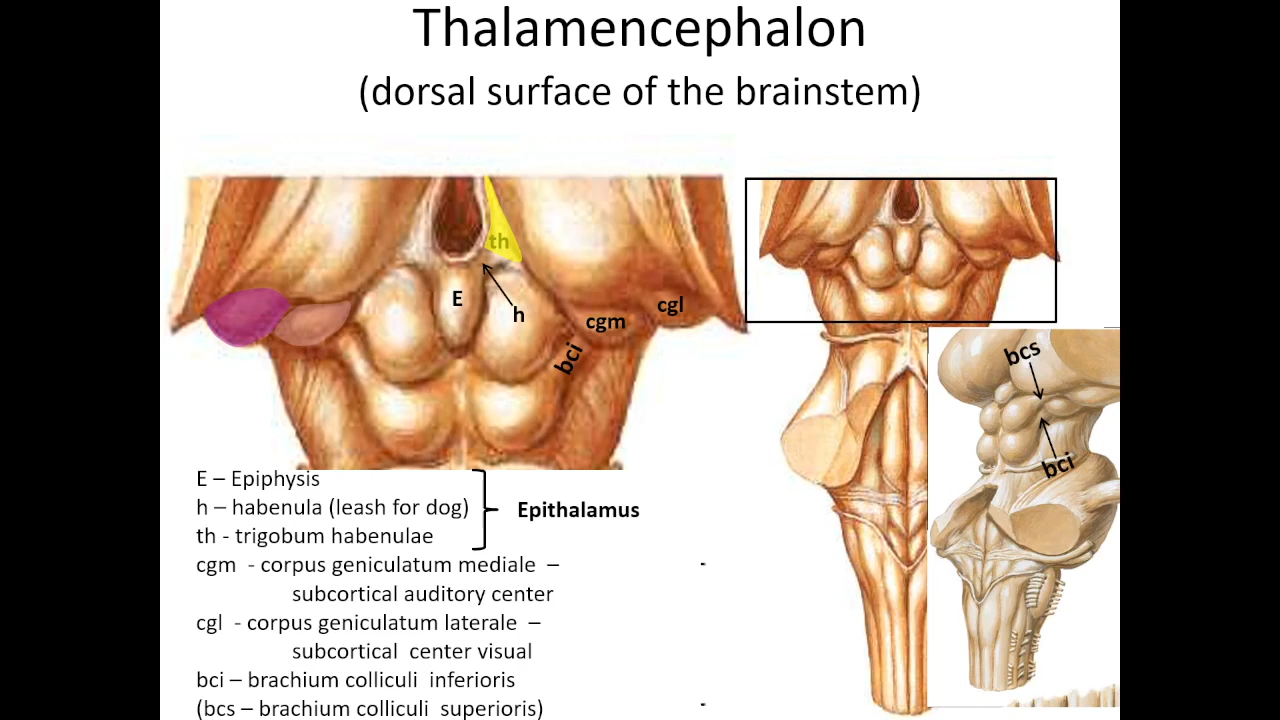 Thalamencephalon
(dorsal surface of the brainstem)
th
E
h
cgm
cgl
bci
bcs
bci
E – Epiphysis
h – habenula (leash for dog)
th - trigobum habenulae
Epithalamus
cgm - corpus geniculatum mediale –
subcortical auditory center
cgl - corpus geniculatum laterale –
subcortical center visual
bci – brachium colliculi inferioris
(bcs – brachium colliculi superioris)
-
-